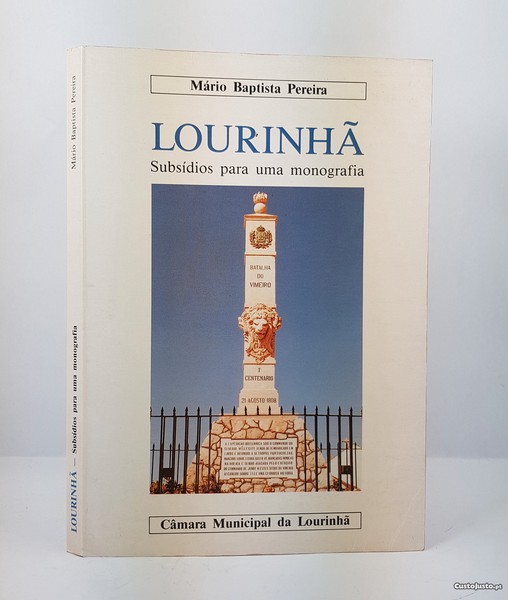 Mário Baptista Pereira
LOURINHÃ
Subsídios para uma monografia
BATALHA
DO
VIMEIRO
1º
CENTENARIO
21 AGOSTO 1908
Câmara Municipal da Lourinhã
LOURINHÃ — Subsídios para uma monografia
Mário Baptista Pereira
CustoJusto.pt